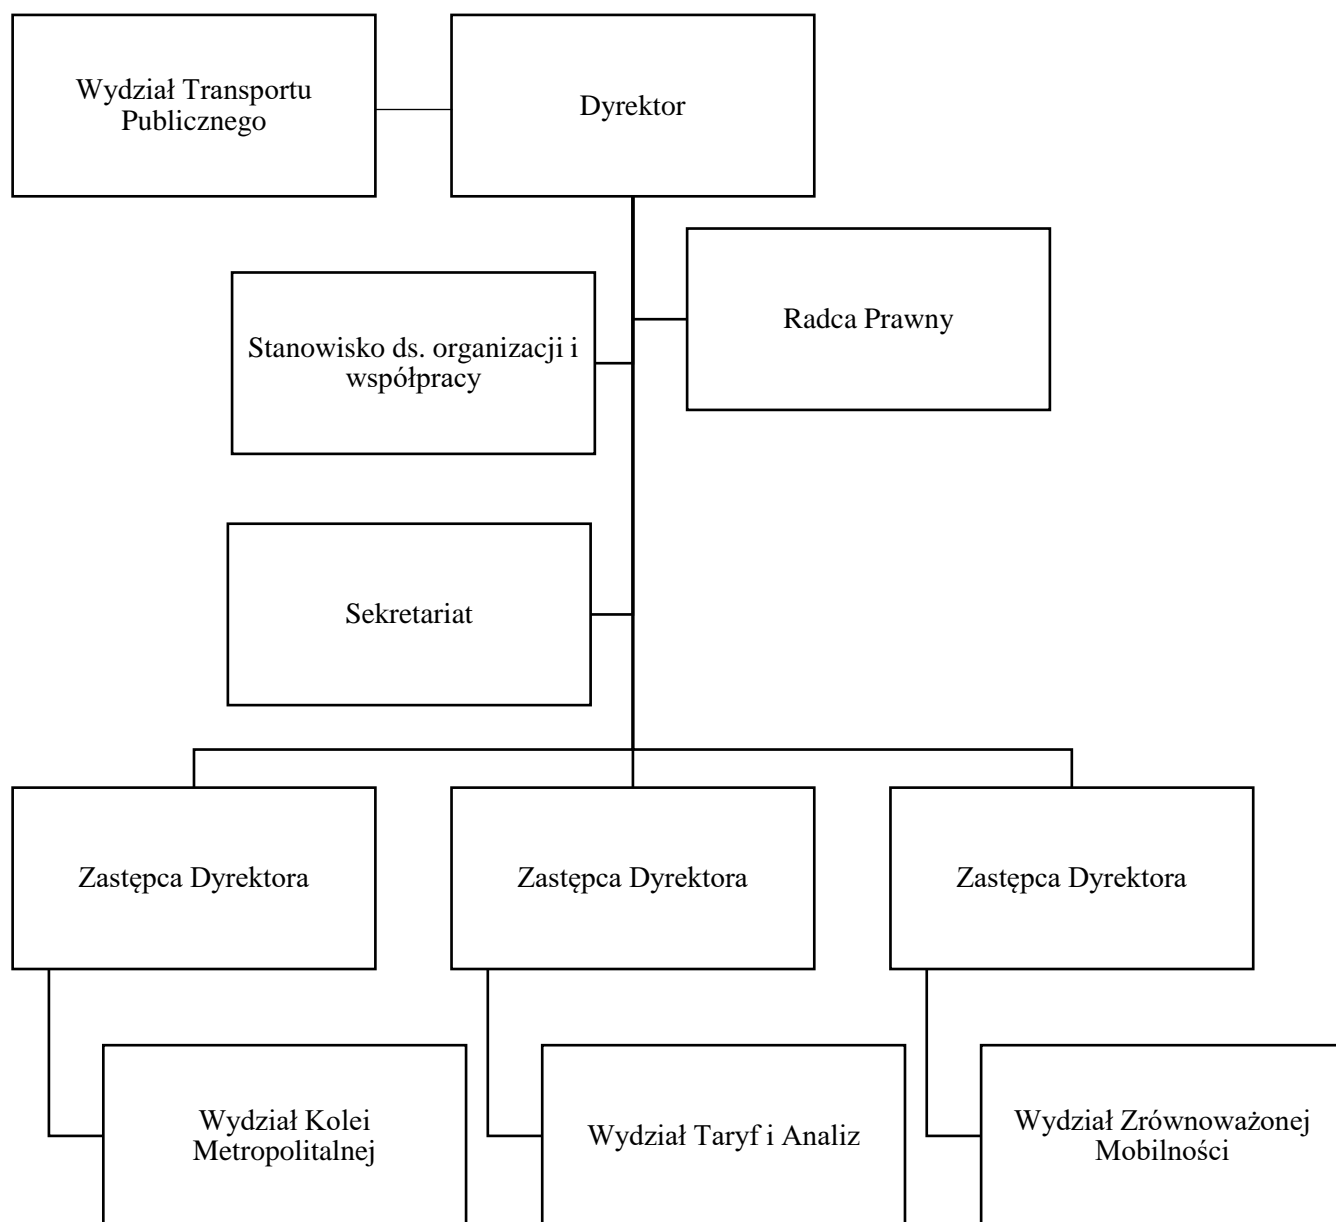 Wydział Transportu
Publicznego
Dyrektor
Radca Prawny
Stanowisko ds. organizacji i
współpracy
Sekretariat
Zastępca Dyrektora
Zastępca Dyrektora
Zastępca Dyrektora
Wydział Kolei
Metropolitalnej
Wydział Taryf i Analiz
Wydział Zrównoważonej
Mobilności